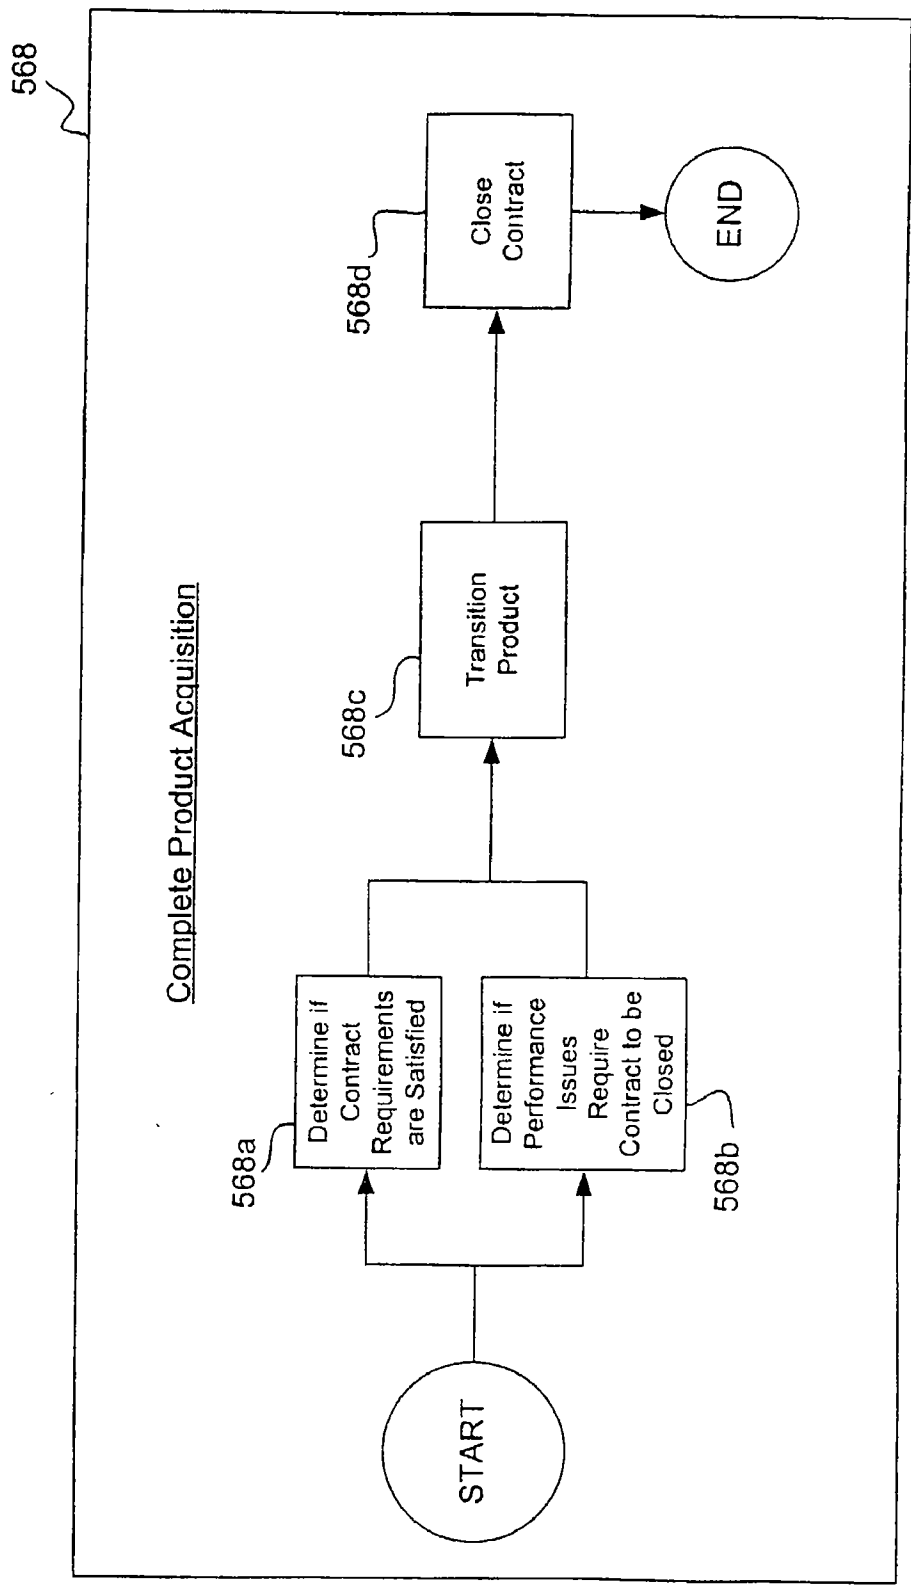 568
Complete Product Acquisition
START
568a
Determine if
Contract
Requirements
are Satisfied
Determine if
Performance
Issues
Require
Contract to be
Closed
568b
568c
Transition
Product
568d
Close
Contract
END